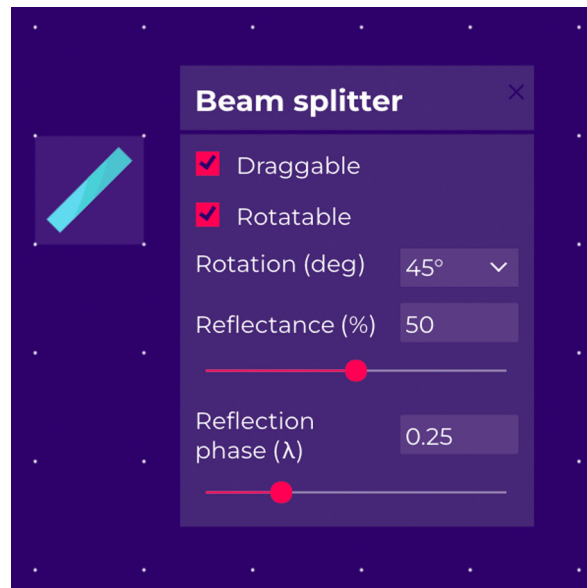 Beam splitter
Draggable
Rotatable
Rotation (deg) 45°
Reflectance (%) 50
Reflection
phase (λ) 0.25